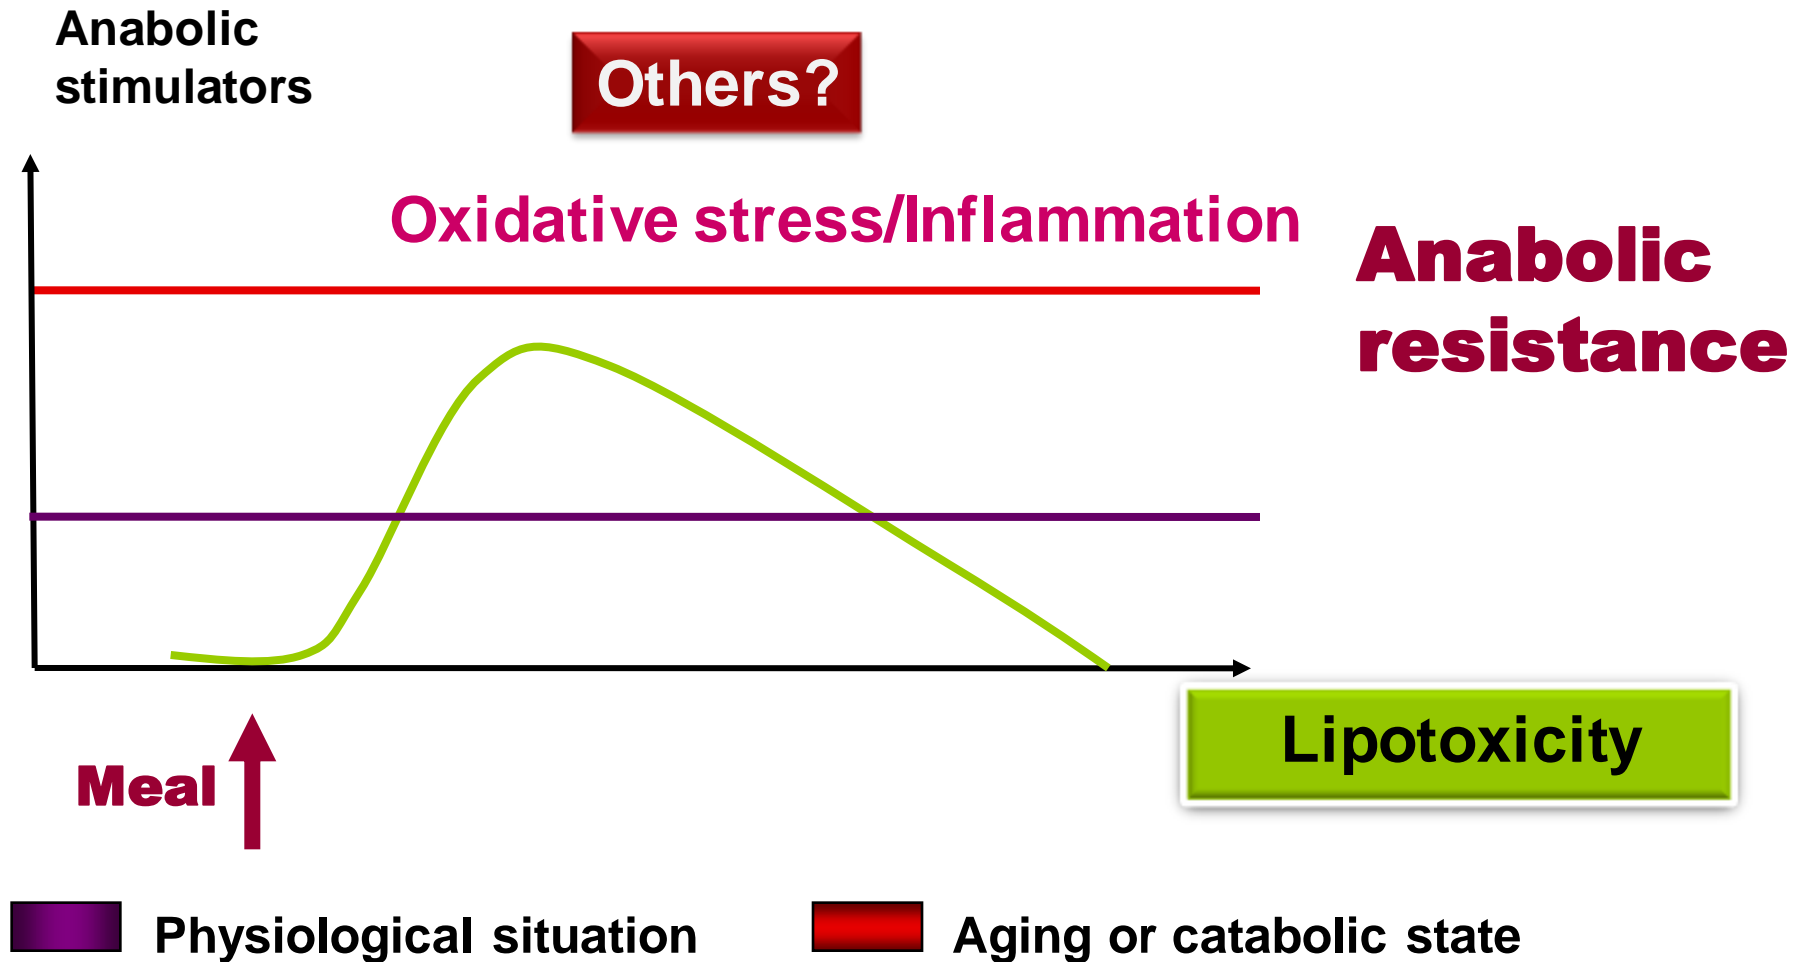 Anabolic
stimulators
Others?
Oxidative stress/Inflammation
Anabolic
resistance
Lipotoxicity
Meal
Physiological situation
Aging or catabolic state